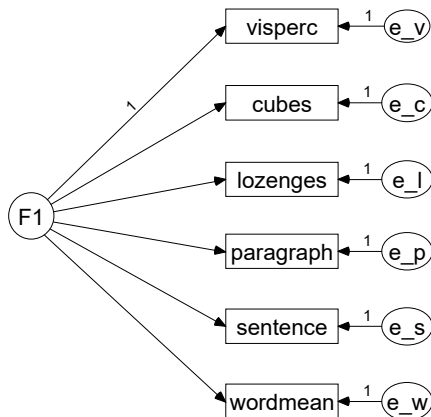 1 visperc 1 e_v
cubes 1 e_c
lozenges 1 e_l
F1
paragraph 1 e_p
sentence 1 e_s
wordmean 1 e_w